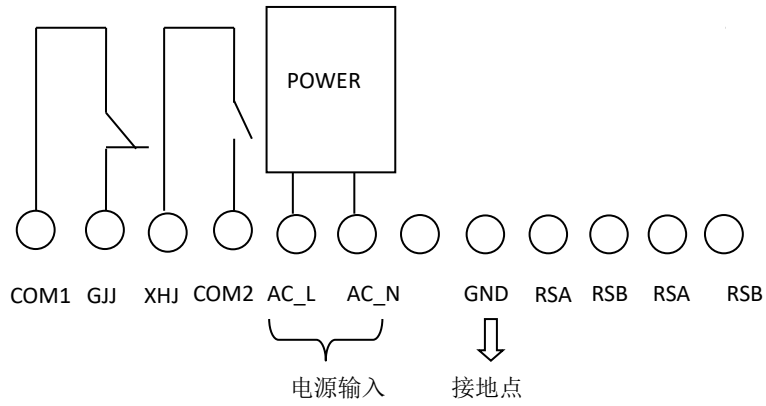 POWER
COM1 GJJ XHJ COM2 AC_L AC_N GND RSA RSB RSA RSB
电源输入 接地点